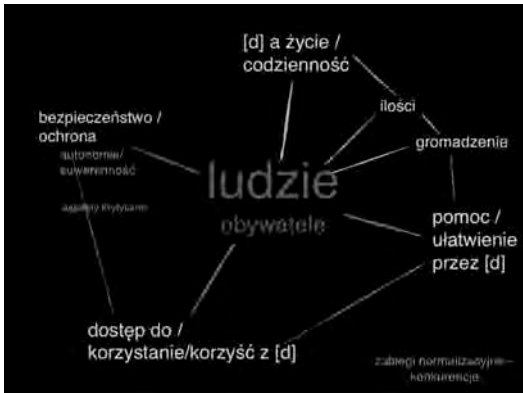 [d] a życie /
codzienność
ilości
gromadzenie
bezpieczeństwo /
ochrona
autonomia/
suwerenność
ludzie
obywatele
pomoc /
ułatwienie
przez [d]
dostęp do /
korzystanie/korzyść z [d]
zabiegi normalizacyjne
konkurencje